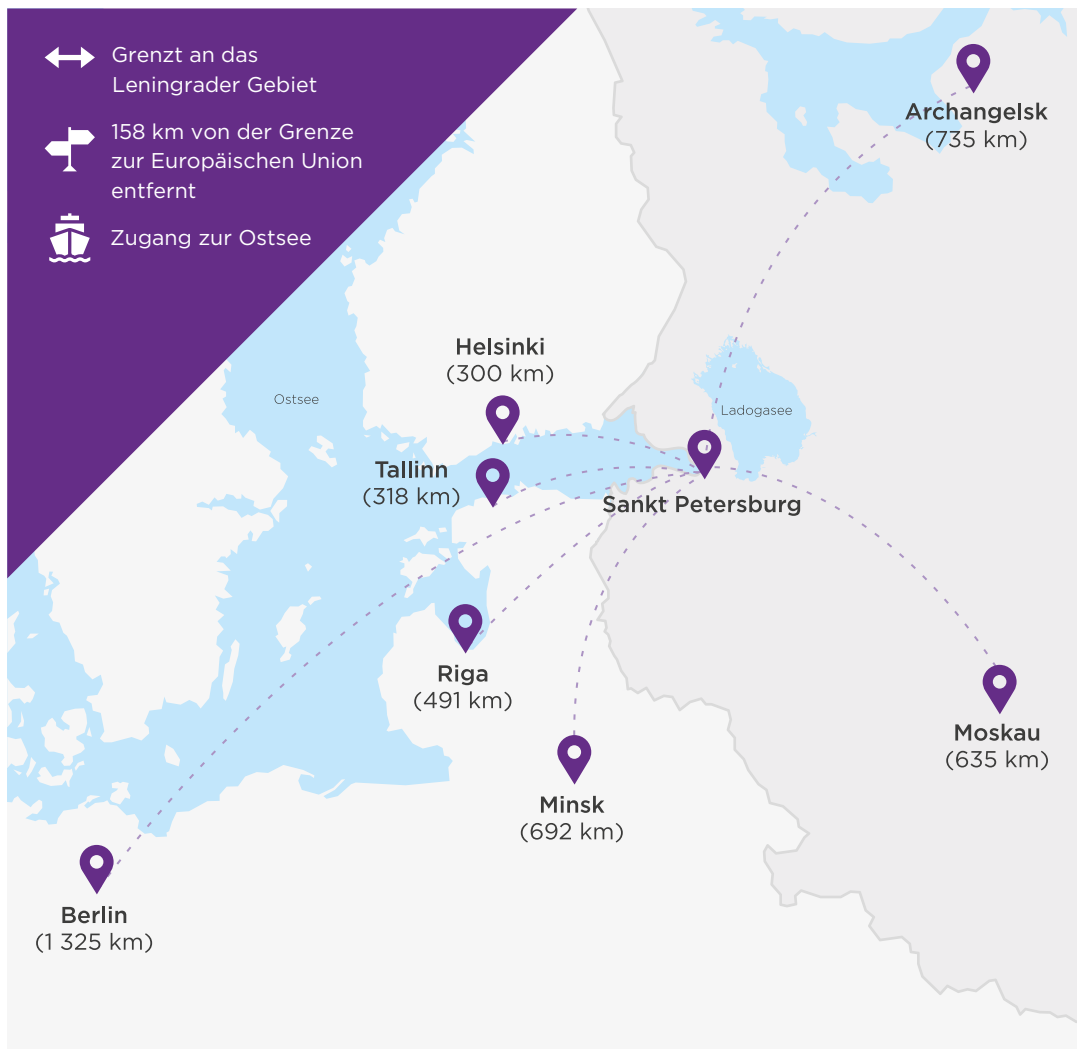 Grenzt an das
Leningrader Gebiet
158 km von der Grenze
zur Europäischen Union
entfernt
Zugang zur Ostsee
Archangelsk
(735 km)
Helsinki
(300 km)
Ostsee
Ladogasee
Tallinn
(318 km)
Sankt Petersburg
Riga
(491 km)
Moskau
(635 km)
Minsk
(692 km)
Berlin
(1 325 km)